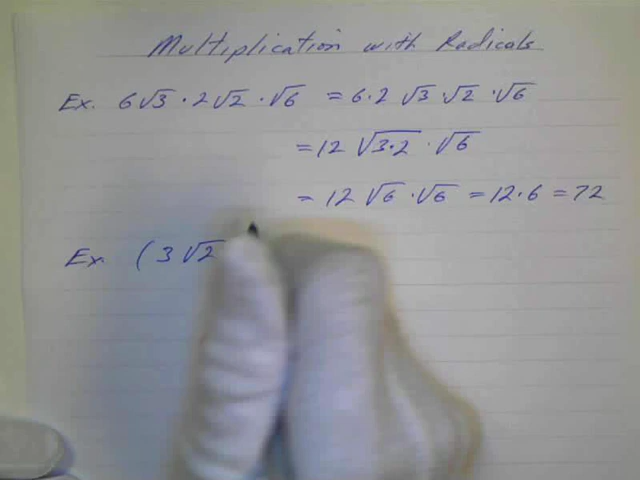 Multiplication with Radicals
Ex. 6√3 · 2√2 · √6 = 6·2 √3 √2 · √6
= 12 √3·2 · √6
= 12 √6 · √6 = 12·6 = 72
Ex. (3√2